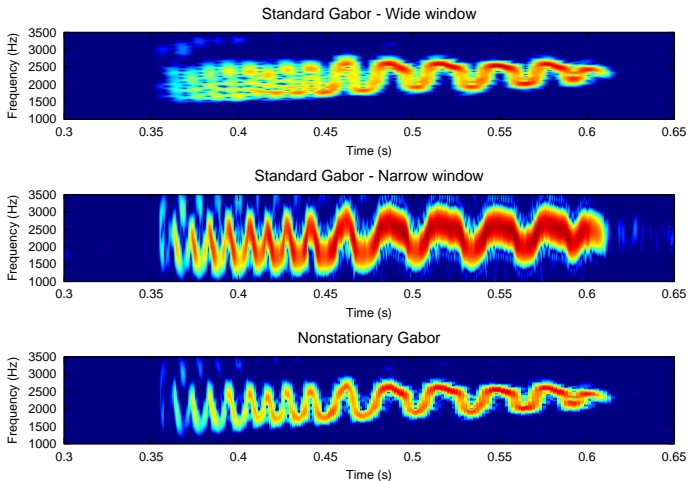 Standard Gabor - Wide window
Frequency (Hz)
3500
3000
2500
2000
1500
1000
0.3 0.35 0.4 0.45 0.5 0.55 0.6 0.65
Time (s)
Standard Gabor - Narrow window
Frequency (Hz)
3500
3000
2500
2000
1500
1000
0.3 0.35 0.4 0.45 0.5 0.55 0.6 0.65
Time (s)
Nonstationary Gabor
Frequency (Hz)
3500
3000
2500
2000
1500
1000
0.3 0.35 0.4 0.45 0.5 0.55 0.6 0.65
Time (s)